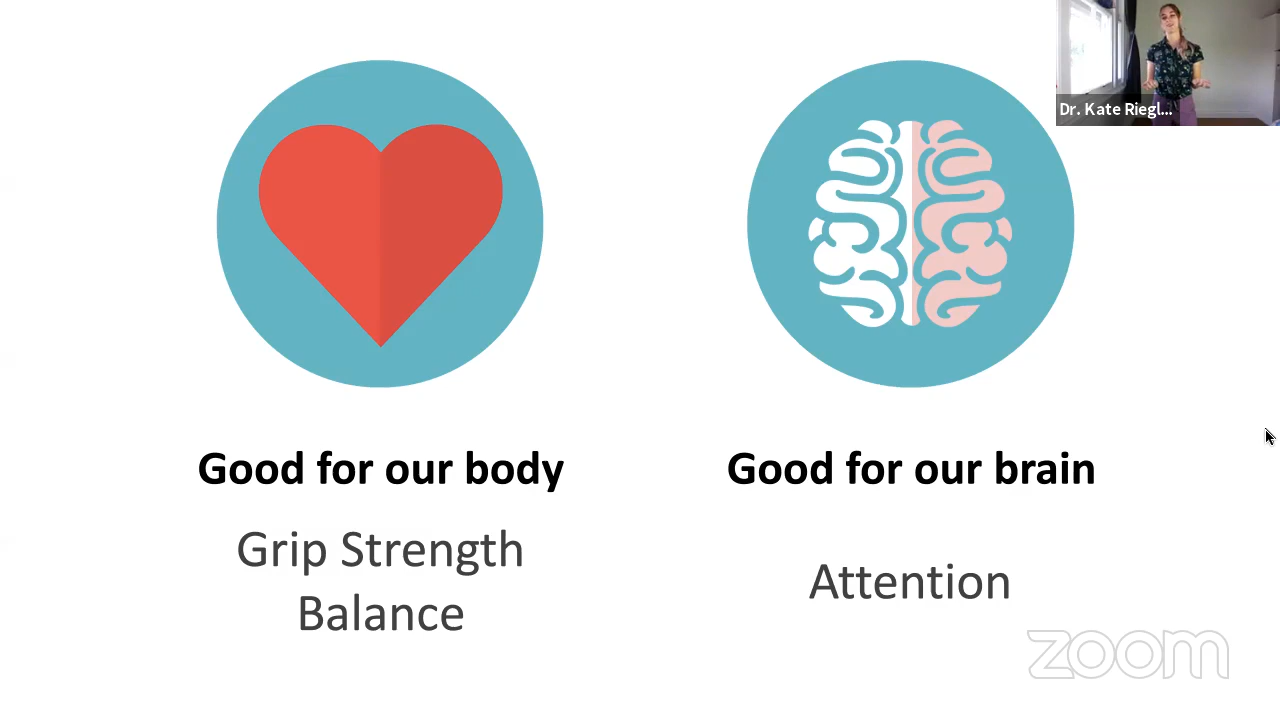 Dr. Kate Riegl...
Good for our body
Grip Strength
Balance
Good for our brain
Attention
zoom